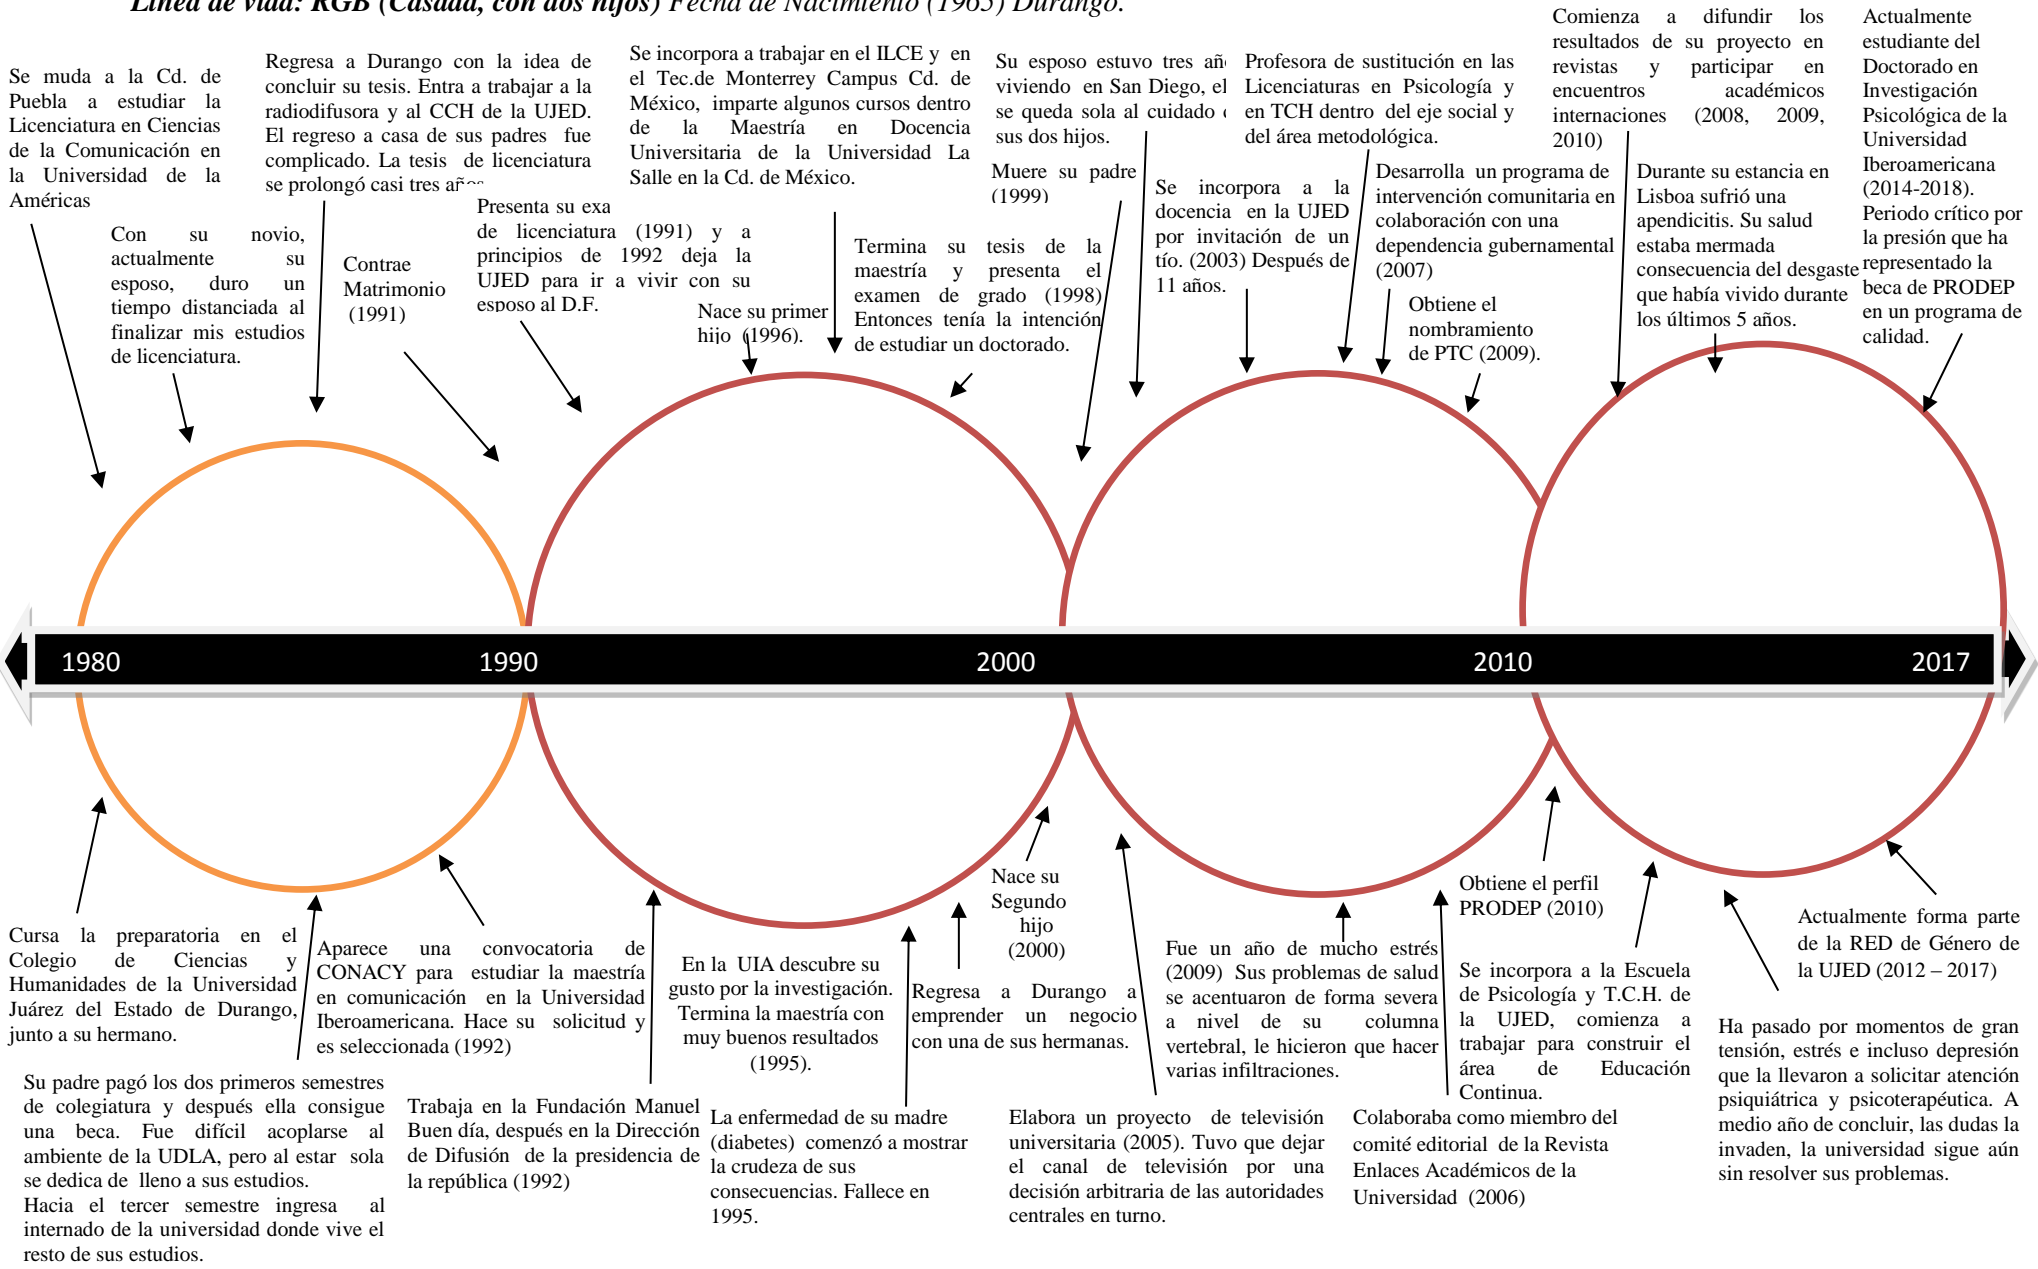 Línea de vida: RGB (Casada, con dos hijos) Fecha de Nacimiento (1965) Durango.
Se muda a la Cd. de
Puebla a estudiar la
Licenciatura en Ciencias
de la Comunicación en
la Universidad de la
Américas
Con su novio,
actualmente su
esposo, duro un
tiempo distanciada al
finalizar mis estudios
de licenciatura.
Regresa a Durango con la idea de
concluir su tesis. Entra a trabajar a la
radiodifusora y al CCH de la UJED.
El regreso a casa de sus padres fue
complicado. La tesis de licenciatura
se prolongó casi tres años
Contrae
Matrimonio
(1991)
Presenta su exa
de licenciatura (1991) y a
principios de 1992 deja la
UJED para ir a vivir con su
esposo al D.F.
Se incorpora a trabajar en el ILCE y en
el Tec.de Monterrey Campus Cd. de
México, imparte algunos cursos dentro
de la Maestría en Docencia
Universitaria de la Universidad La
Salle en la Cd. de México.
Nace su primer
hijo (1996).
Termina su tesis de la
maestría y presenta el
examen de grado (1998)
Entonces tenía la intención
de estudiar un doctorado.
Su esposo estuvo tres añ
viviendo en San Diego, el
se queda sola al cuidado
sus dos hijos.
Muere su padre
(1999)
Se incorpora a la
docencia en la UJED
por invitación de un
tío. (2003) Después de
11 años.
Profesora de sustitución en las
Licenciaturas en Psicología y
en TCH dentro del eje social y
del área metodológica.
Desarrolla un programa de
intervención comunitaria en
colaboración con una
dependencia gubernamental
(2007)
Obtiene el
nombramiento
de PTC (2009).
Comienza a difundir los
resultados de su proyecto en
revistas y participar en
encuentros académicos
internaciones (2008, 2009,
2010)
Durante su estancia en
Lisboa sufrió una
apendicitis. Su salud
estaba mermada
consecuencia del desgaste
que había vivido durante
los últimos 5 años.
Actualmente
estudiante del
Doctorado en
Investigación
Psicológica de la
Universidad
Iberoamericana
(2014-2018).
Periodo crítico por
la presión que ha
representado la
beca de PRODEP
en un programa de
calidad.
1980 1990 2000 2010 2017
Cursa la preparatoria en el
Colegio de Ciencias y
Humanidades de la Universidad
Juárez del Estado de Durango,
junto a su hermano.
Su padre pagó los dos primeros semestres
de colegiatura y después ella consigue
una beca. Fue difícil acoplarse al
ambiente de la UDLA, pero al estar sola
se dedica de lleno a sus estudios.
Hacia el tercer semestre ingresa al
internado de la universidad donde vive el
resto de sus estudios.
Aparece una convocatoria de
CONACY para estudiar la maestría
en comunicación en la Universidad
Iberoamericana. Hace su solicitud y
es seleccionada (1992)
Trabaja en la Fundación Manuel
Buen día, después en la Dirección
de Difusión de la presidencia de
la república (1992)
En la UIA descubre su
gusto por la investigación.
Termina la maestría con
muy buenos resultados
(1995).
La enfermedad de su madre
(diabetes) comenzó a mostrar
la crudeza de sus
consecuencias. Fallece en
1995.
Regresa a Durango a
emprender un negocio
con una de sus hermanas.
Nace su
Segundo
hijo
(2000)
Elabora un proyecto de televisión
universitaria (2005). Tuvo que dejar
el canal de televisión por una
decisión arbitraria de las autoridades
centrales en turno.
Fue un año de mucho estrés
(2009) Sus problemas de salud
se acentuaron de forma severa
a nivel de su columna
vertebral, le hicieron que hacer
varias infiltraciones.
Colaboraba como miembro del
comité editorial de la Revista
Enlaces Académicos de la
Universidad (2006)
Obtiene el perfil
PRODEP (2010)
Se incorpora a la Escuela
de Psicología y T.C.H. de
la UJED, comienza a
trabajar para construir el
área de Educación
Continua.
Actualmente forma parte
de la RED de Género de
la UJED (2012 – 2017)
Ha pasado por momentos de gran
tensión, estrés e incluso depresión
que la llevaron a solicitar atención
psiquiátrica y psicoterapéutica. A
medio año de concluir, las dudas la
invaden, la universidad sigue aún
sin resolver sus problemas.